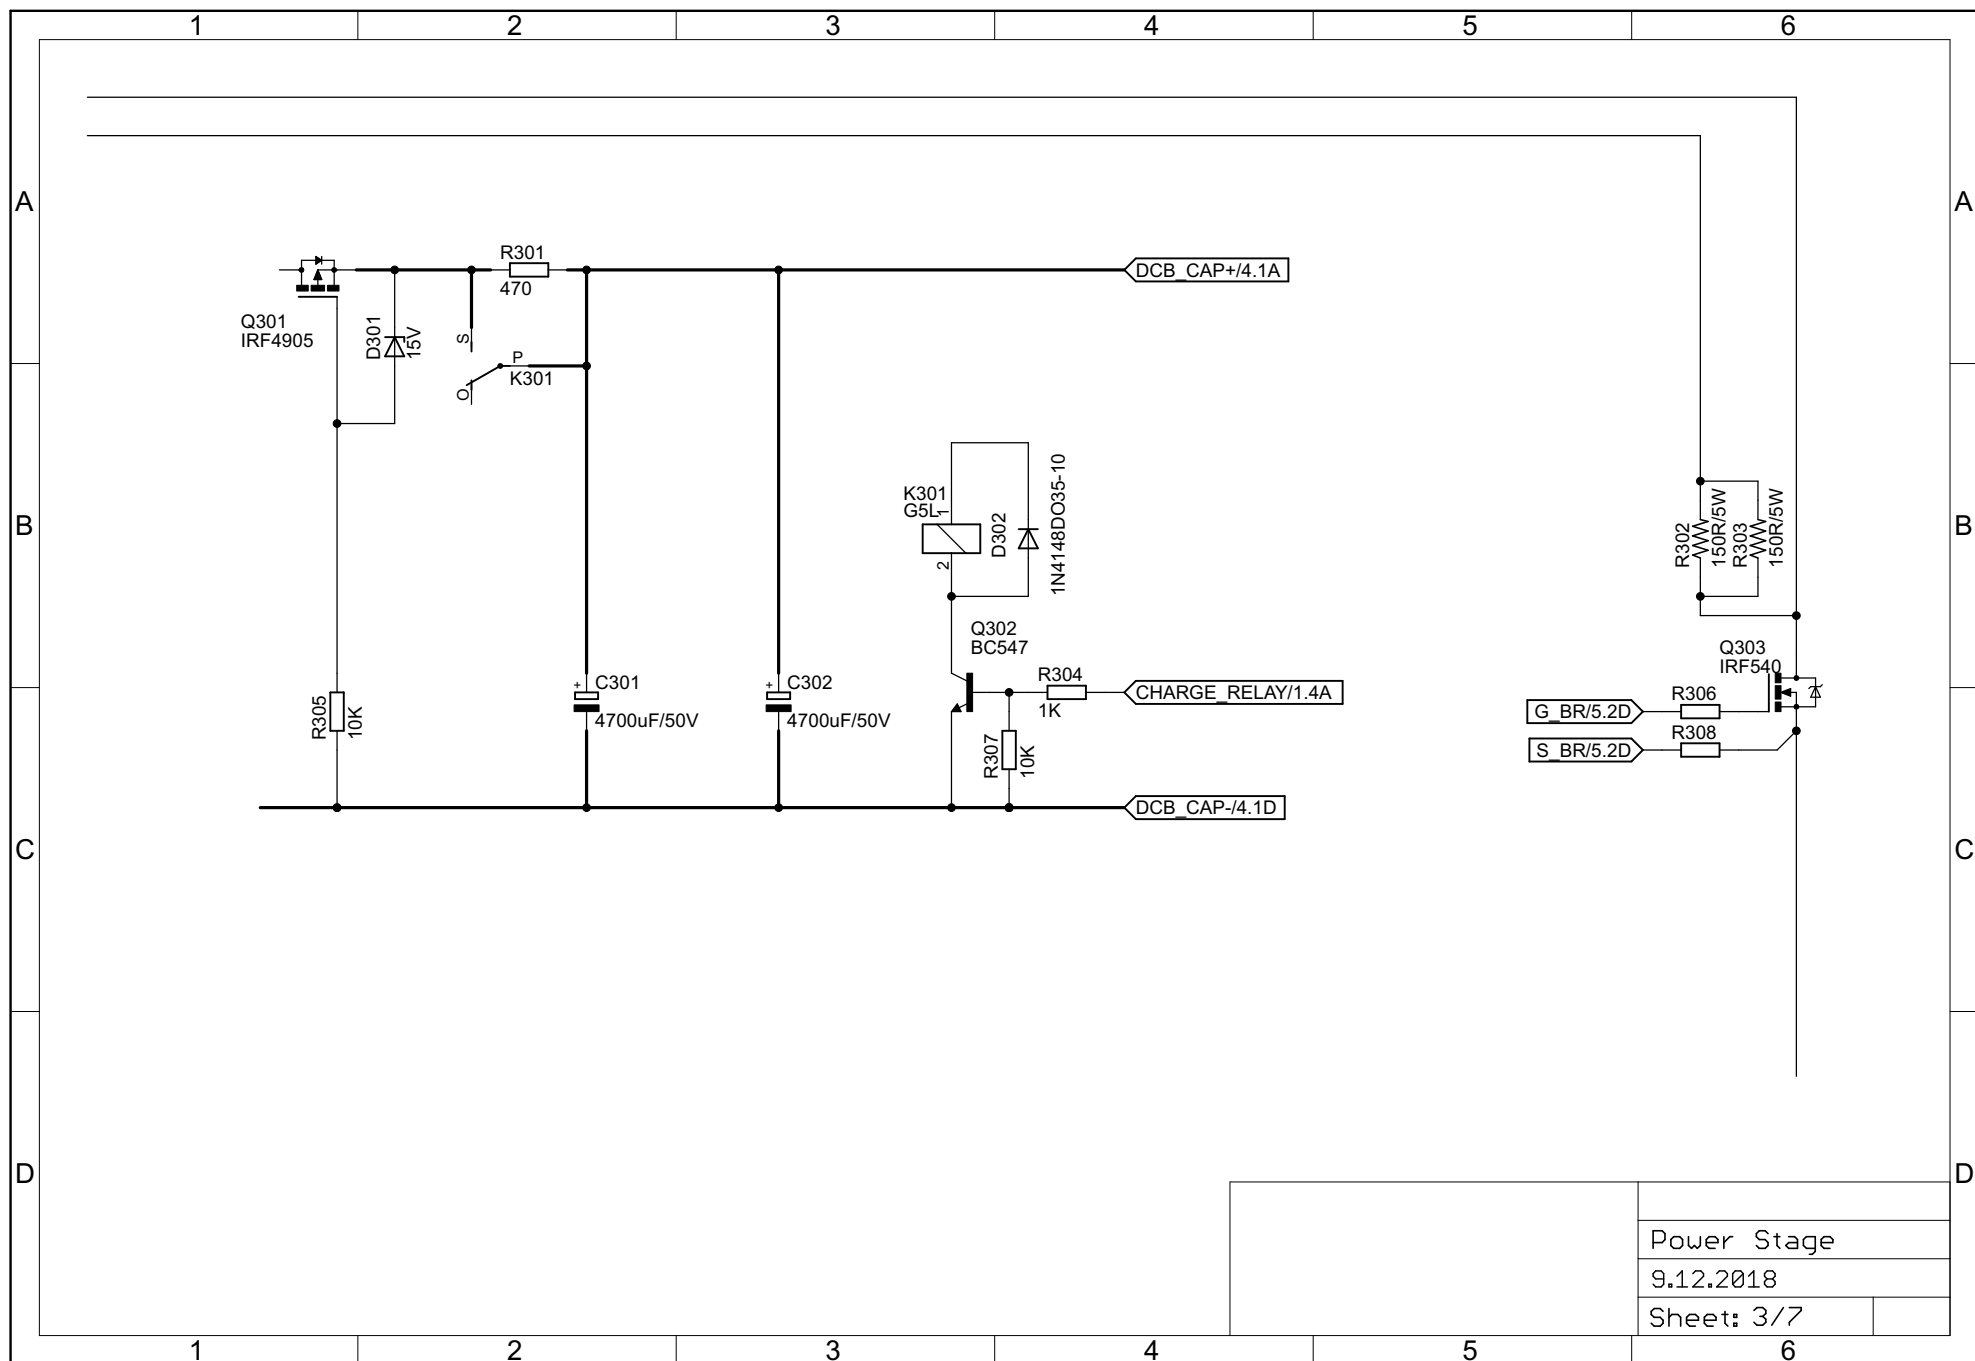 1 2 3 4 5 6
A A
R301
470
DCB_CAP+/4.1A
Q301
IRF4905
D301
15V
S
P
K301
O
B B
K301
G5L
1
2
D302
1N4148DO35-10
R302
150R/5W
R303
150R/5W
Q302
BC547
Q303
IRF540
R304
1K
CHARGE_RELAY/1.4A
+
C301
4700uF/50V
+
C302
4700uF/50V
R305
10K
R307
10K
G_BR/5.2D
R306
S_BR/5.2D
R308
DCB_CAP-/4.1D
C C
D D
Power Stage
9.12.2018
Sheet: 3/7
1 2 3 4 5 6